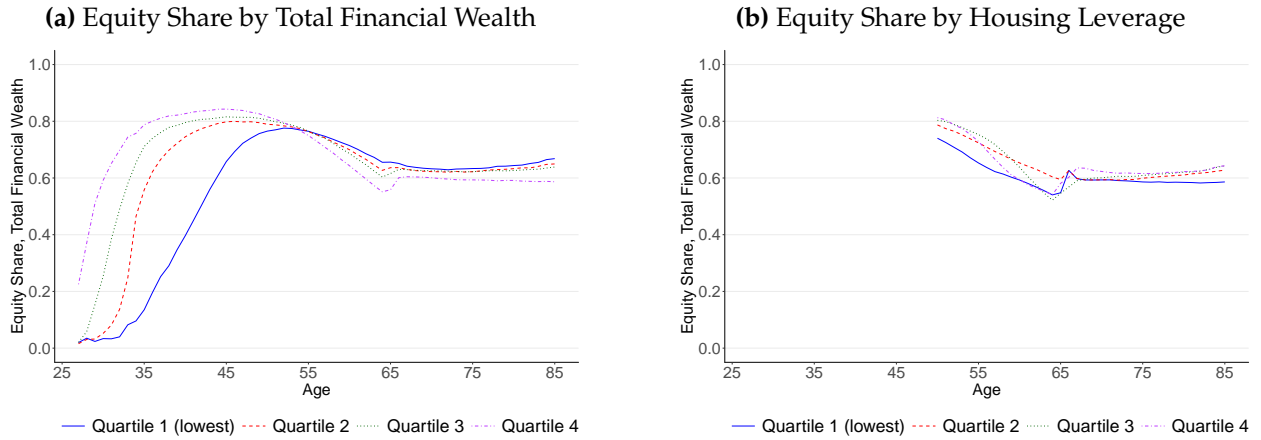 (a) Equity Share by Total Financial Wealth
Equity Share, Total Financial Wealth
1.0
0.8
0.6
0.4
0.2
0.0
25 35 45 55 65 75 85
Age
Quartile 1 (lowest) Quartile 2 Quartile 3 Quartile 4
(b) Equity Share by Housing Leverage
Equity Share, Total Financial Wealth
1.0
0.8
0.6
0.4
0.2
0.0
25 35 45 55 65 75 85
Age
Quartile 1 (lowest) Quartile 2 Quartile 3 Quartile 4